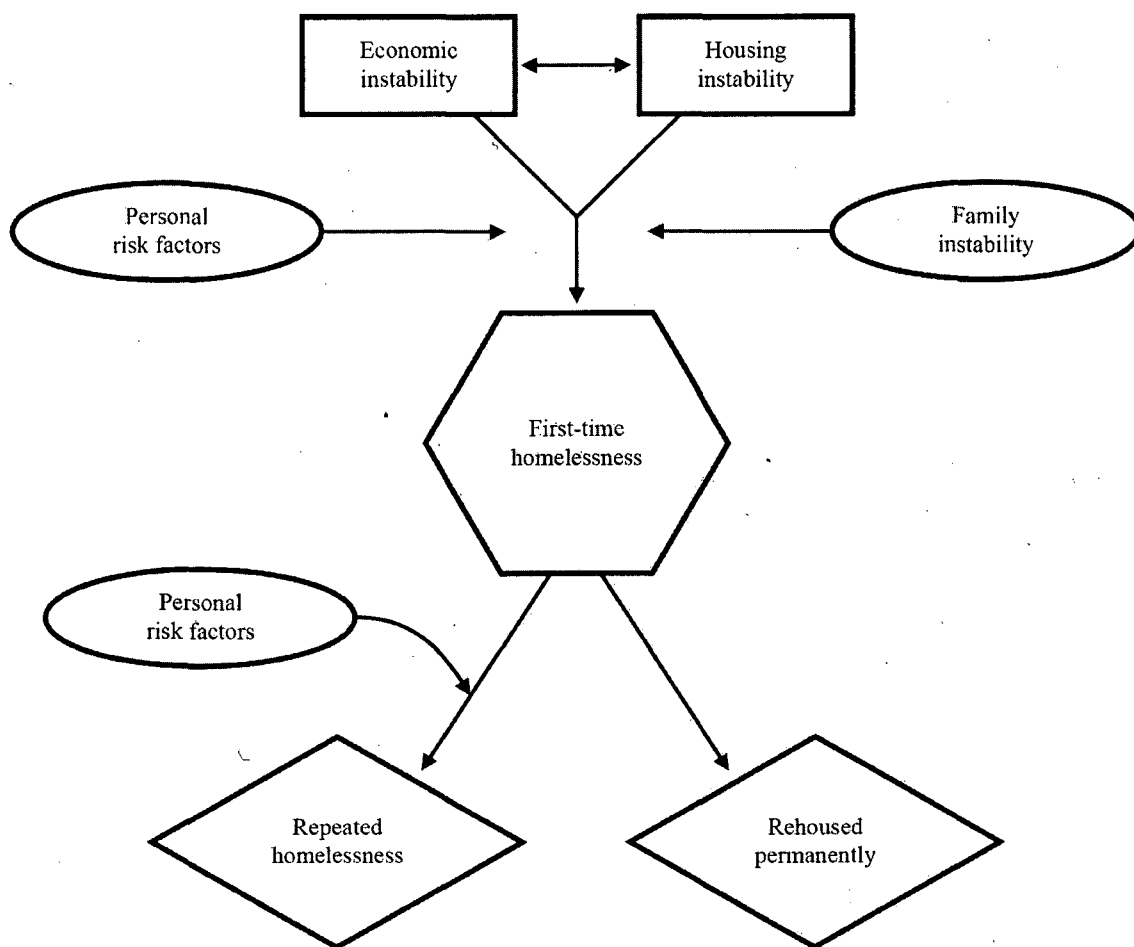 Economic
instability
Housing
instability
Personal
risk factors
Family
instability
First-time
homelessness
Personal
risk factors
Repeated
homelessness
Rehoused
permanently